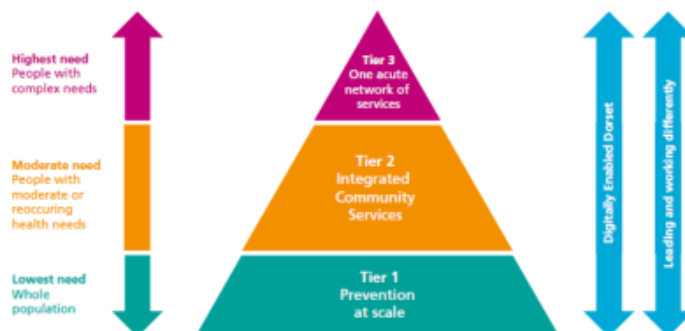 Highest need
People with
complex needs
Moderate need
People with
moderate or
reoccuring
health needs
Lowest need
Whole
population
Tier 3
One acute
network of
services
Tier 2
Integrated
Community
Services
Tier 1
Prevention
at scale
Digitally Enabled Dorset
Leading and working differently